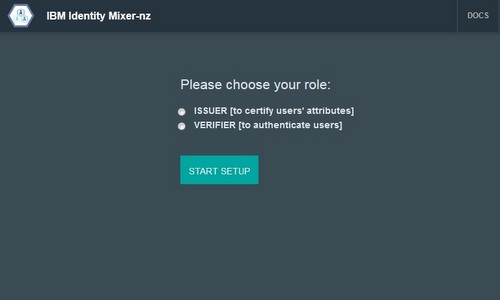 IBM Identity Mixer-nz
DOCS
Please choose your role:
ISSUER [to certify users' attributes]
VERIFIER [to authenticate users]
START SETUP